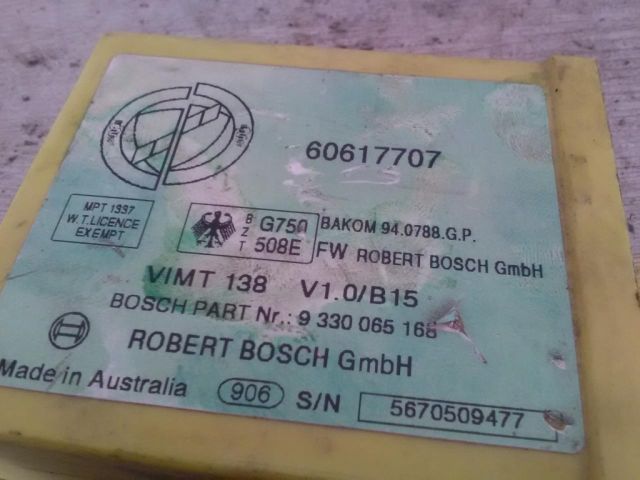 60617707
MPT 1337
W.T.LICENCE
EXEMPT
BZT
G750
508E
BAKOM 94.0788.G.P.
FW ROBERT BOSCH GmbH
VIMT 138 V1.0/B15
BOSCH PART Nr.: 9 330 065 168
ROBERT BOSCH GmbH
Made in Australia 906 S/N 5670509477